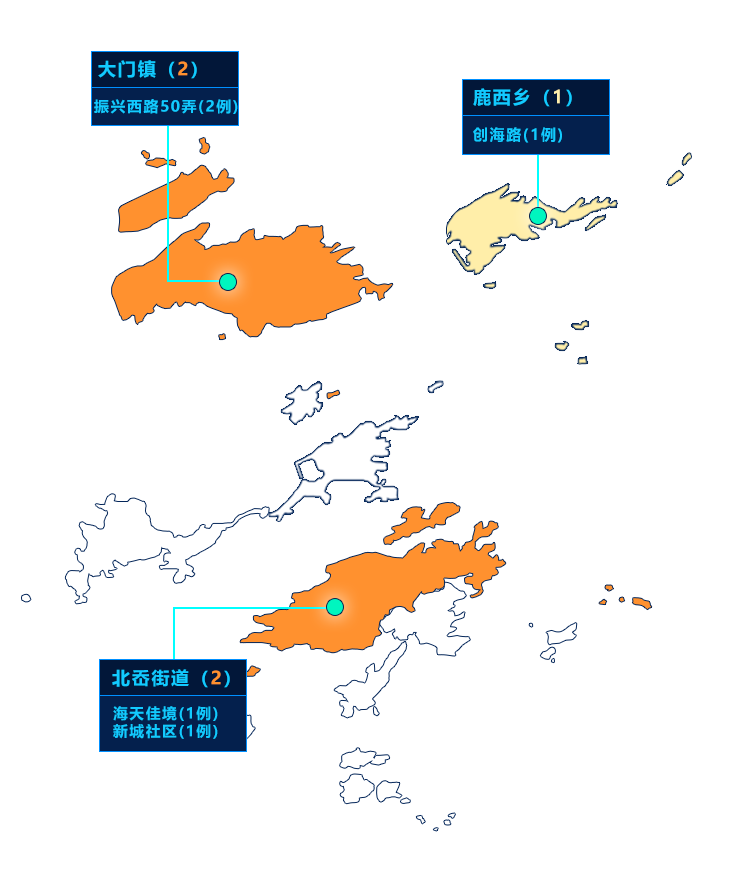 大门镇（2）
振兴西路50弄(2例)
鹿西乡（1）
创海路(1例)
北岙街道（2）
海天佳境(1例)
新城社区(1例)